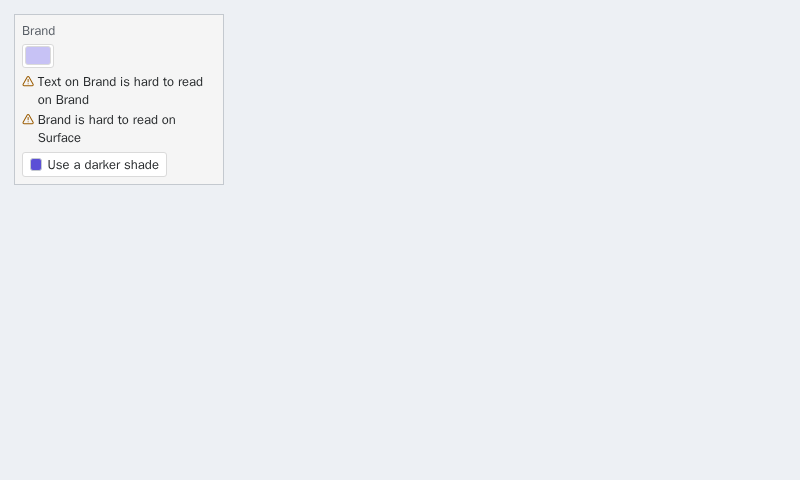 Brand
Text on Brand is hard to read
on Brand
Brand is hard to read on
Surface
Use a darker shade